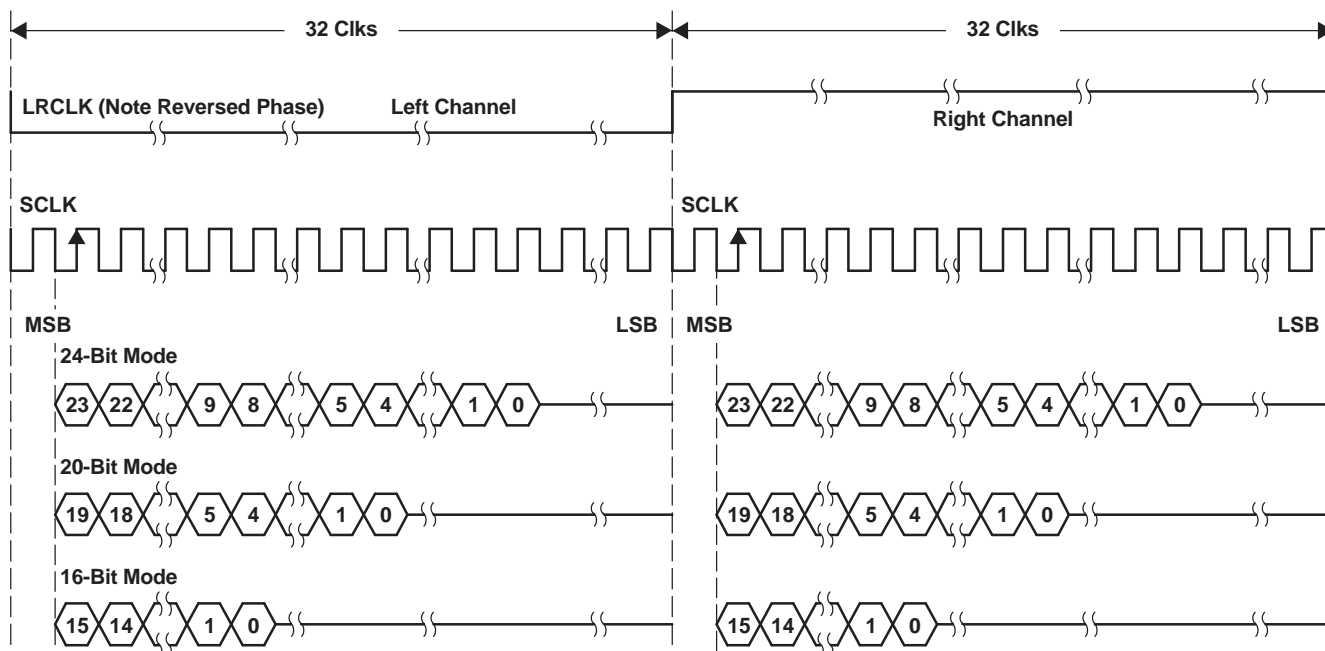 32 Clks 32 Clks
LRCLK (Note Reversed Phase) Left Channel Right Channel
SCLK SCLK
MSB LSB MSB LSB
24-Bit Mode
23 22 9 8 5 4 1 0 23 22 9 8 5 4 1 0
20-Bit Mode
19 18 5 4 1 0 19 18 5 4 1 0
16-Bit Mode
15 14 1 0 15 14 1 0